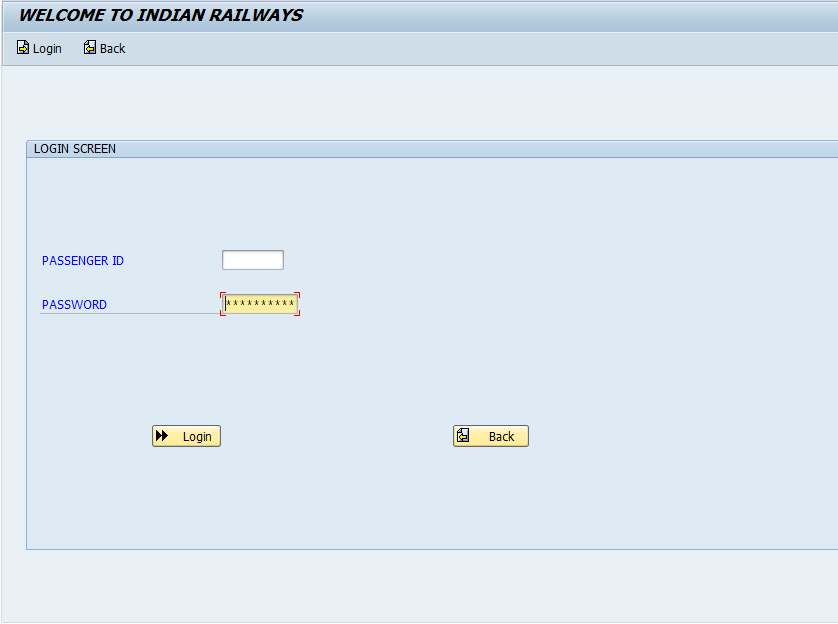 WELCOME TO INDIAN RAILWAYS
Login Back
LOGIN SCREEN
PASSENGER ID
PASSWORD **********
Login Back